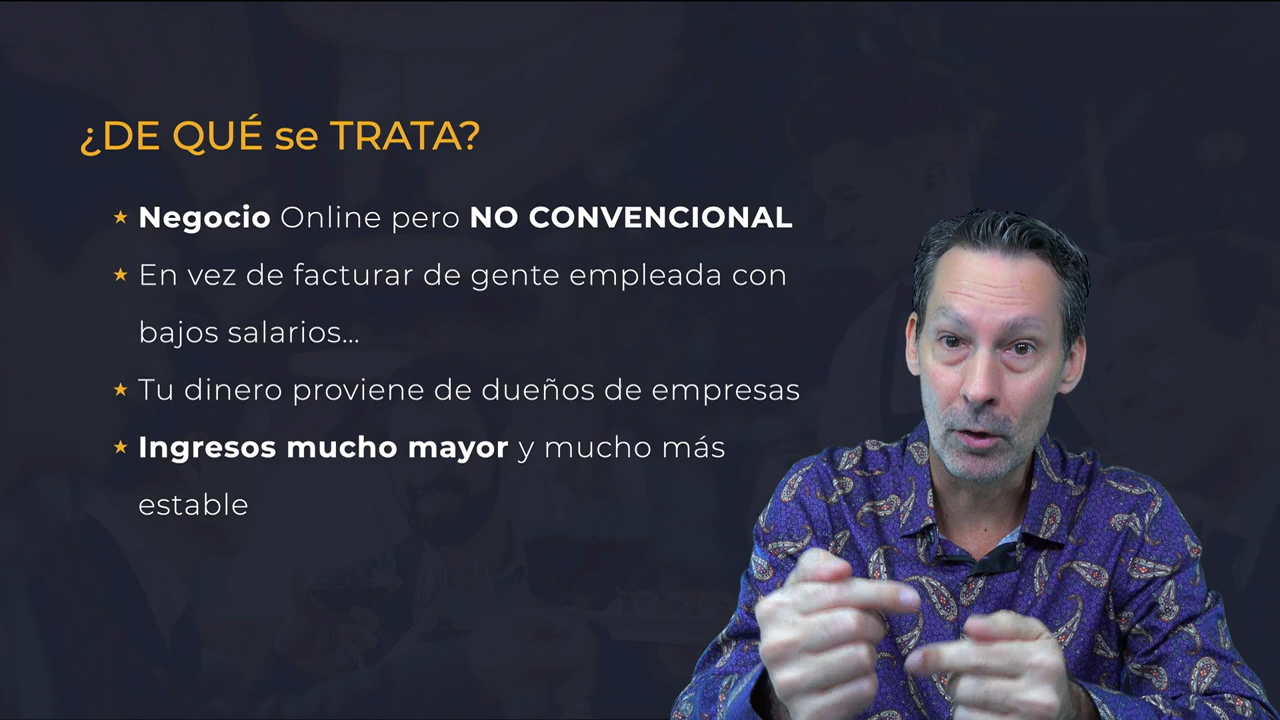 ¿DE QUÉ se TRATA?
Negocio Online pero NO CONVENCIONAL
En vez de facturar de gente empleada con
bajos salarios...
Tu dinero proviene de dueños de empresas
Ingresos mucho mayor y mucho más
estable